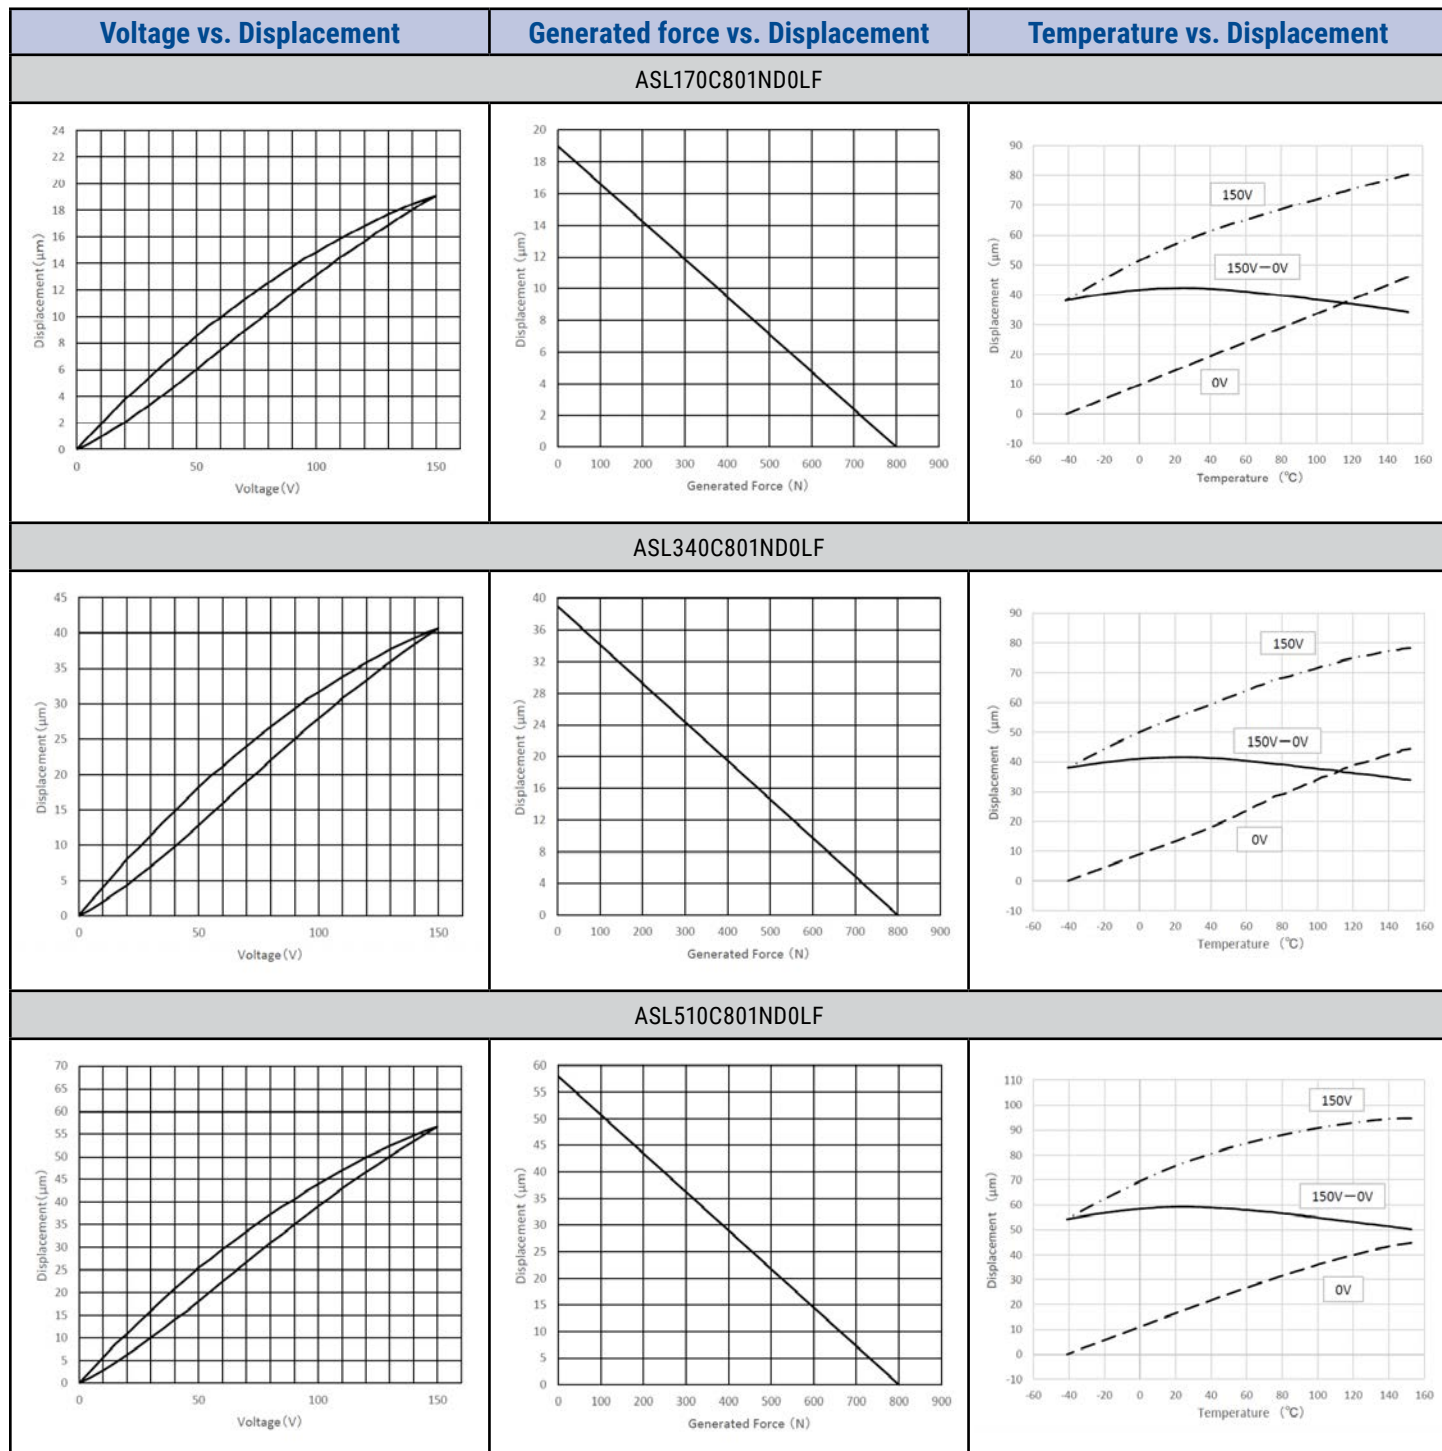 Voltage vs. Displacement
Generated force vs. Displacement
Temperature vs. Displacement
ASL170C801ND0LF
24
22
20
18
16
14
12
10
8
6
4
2
0
0 50 100 150
Displacement(μm)
Voltage(V)
20
18
16
14
12
10
8
6
4
2
0
0 100 200 300 400 500 600 700 800 900
Displacement (μm)
Generated Force (N)
90
80
70
60
50
40
30
20
10
0
-10
-60 -40 -20 0 20 40 60 80 100 120 140 160
Displacement (μm)
Temperature (℃)
150V
150V－0V
0V
ASL340C801ND0LF
45
40
35
30
25
20
15
10
5
0
0 50 100 150
Displacement(μm)
Voltage(V)
40
36
32
28
24
20
16
12
8
4
0
0 100 200 300 400 500 600 700 800 900
Displacement (μm)
Generated Force (N)
90
80
70
60
50
40
30
20
10
0
-10
-60 -40 -20 0 20 40 60 80 100 120 140 160
Displacement (μm)
Temperature (℃)
150V
150V－0V
0V
ASL510C801ND0LF
70
65
60
55
50
45
40
35
30
25
20
15
10
5
0
0 50 100 150
Displacement(μm)
Voltage(V)
60
55
50
45
40
35
30
25
20
15
10
5
0
0 100 200 300 400 500 600 700 800 900
Displacement (μm)
Generated Force (N)
110
100
90
80
70
60
50
40
30
20
10
0
-10
-60 -40 -20 0 20 40 60 80 100 120 140 160
Displacement (μm)
Temperature (℃)
150V
150V－0V
0V